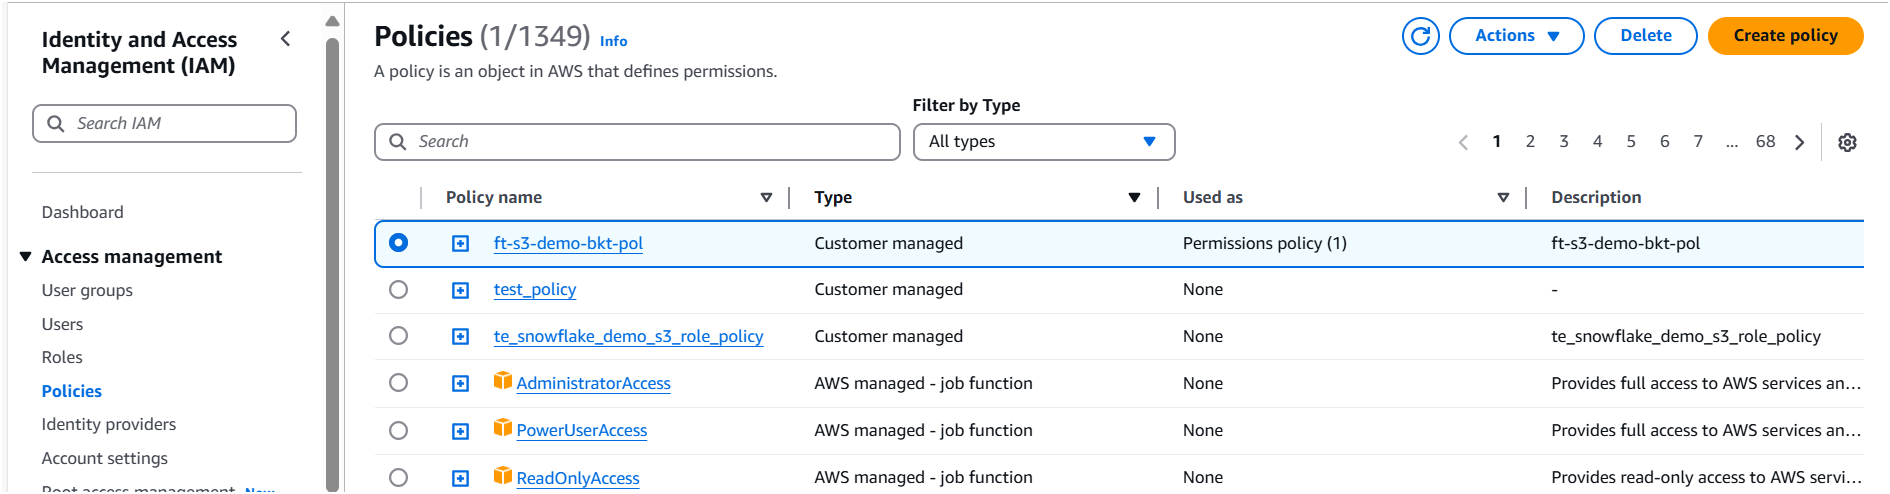 Identity and Access
Management (IAM)
Search IAM
Dashboard
Access management
User groups
Users
Roles
Policies
Identity providers
Account settings
Root access management New
Policies (1/1349) Info
A policy is an object in AWS that defines permissions.
Actions
Delete
Create policy
Filter by Type
Search
All types
1 2 3 4 5 6 7 ... 68
Policy name Type Used as Description
ft-s3-demo-bkt-pol Customer managed Permissions policy (1) ft-s3-demo-bkt-pol
test_policy Customer managed None -
te_snowflake_demo_s3_role_policy Customer managed None te_snowflake_demo_s3_role_policy
AdministratorAccess AWS managed - job function None Provides full access to AWS services an...
PowerUserAccess AWS managed - job function None Provides full access to AWS services an...
ReadOnlyAccess AWS managed - job function None Provides read-only access to AWS servi...